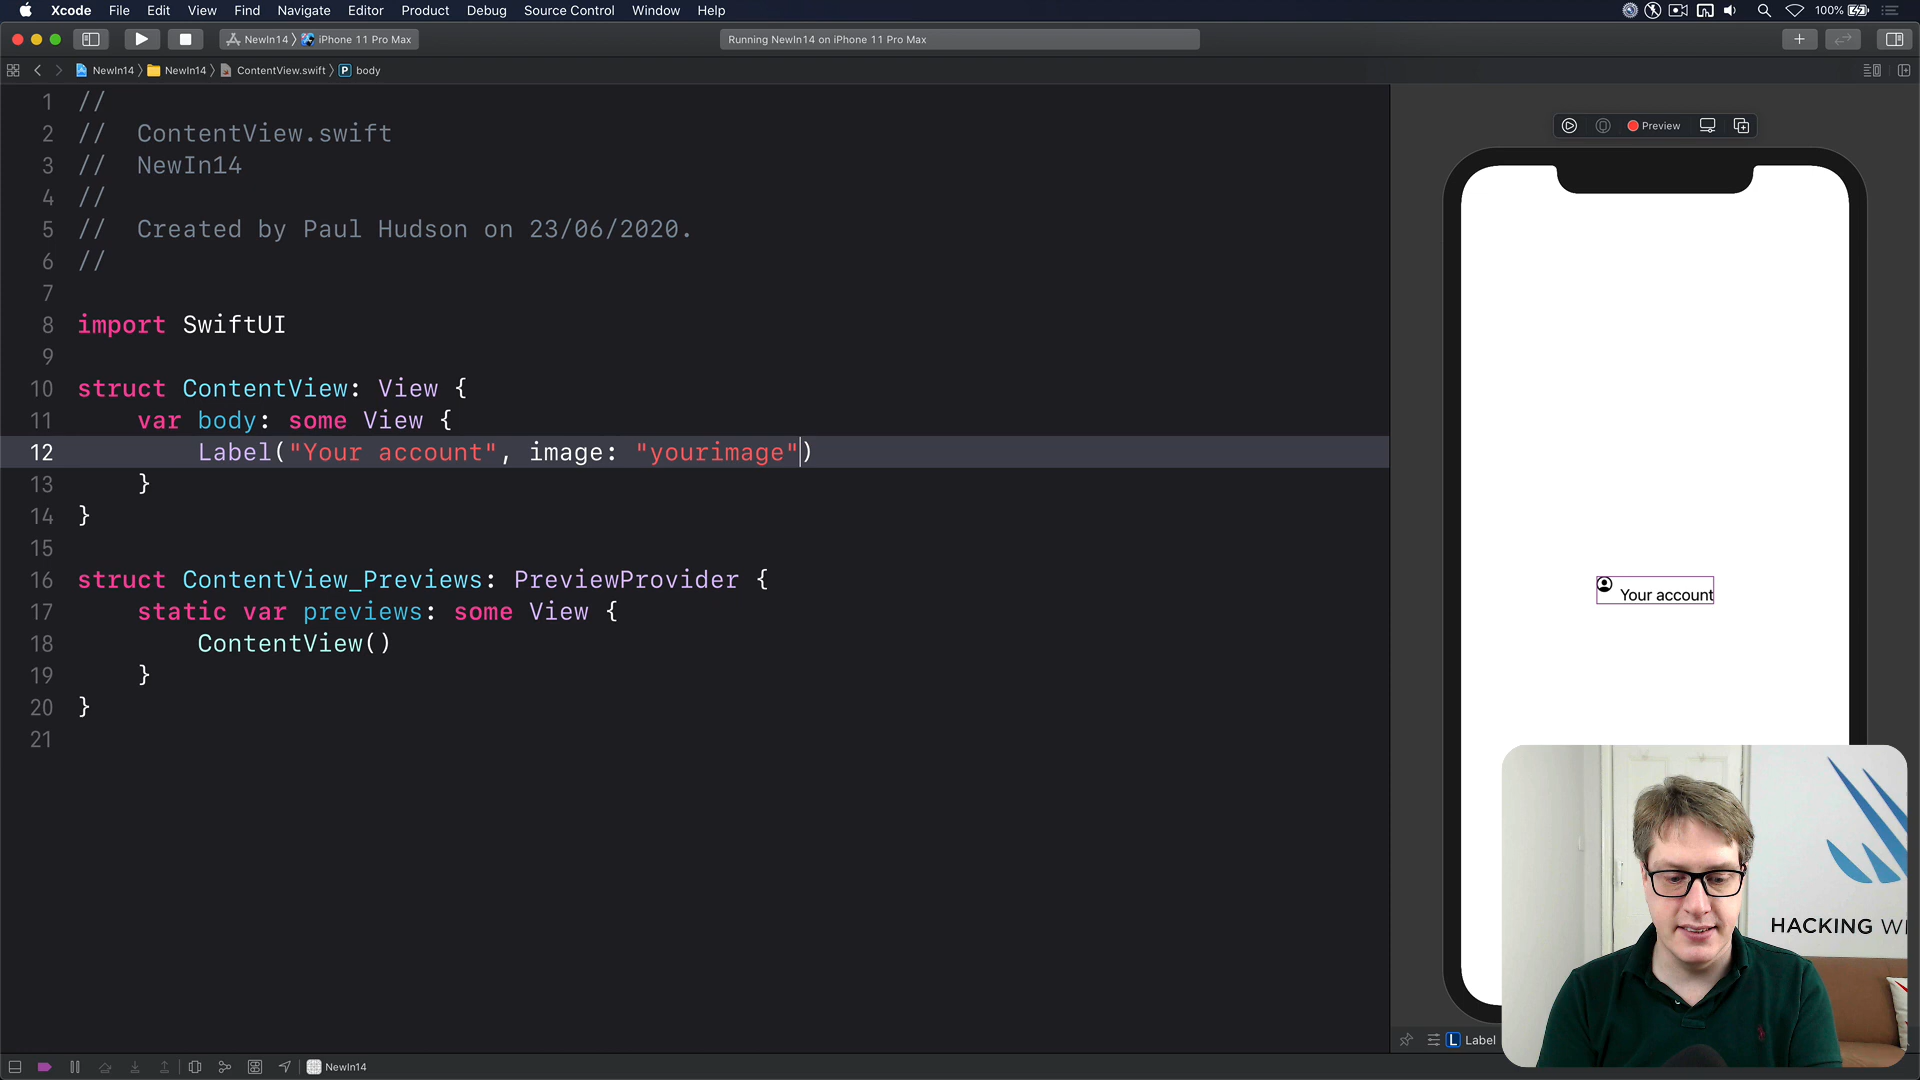 Xcode File Edit View Find Navigate Editor Product Debug Source Control Window Help 100%
NewIn14 〉 iPhone 11 Pro Max Running NewIn14 on iPhone 11 Pro Max
NewIn14 〉 NewIn14 〉 ContentView.swift 〉 P body
1 //
2 //  ContentView.swift
3 //  NewIn14
4 //
5 //  Created by Paul Hudson on 23/06/2020.
6 //
7
8 import SwiftUI
9
10 struct ContentView: View {
11     var body: some View {
12         Label("Your account", image: "yourimage")
13     }
14 }
15
16 struct ContentView_Previews: PreviewProvider {
17     static var previews: some View {
18         ContentView()
19     }
20 }
21
Preview
Your account
HACKING WI
L Label
NewIn14